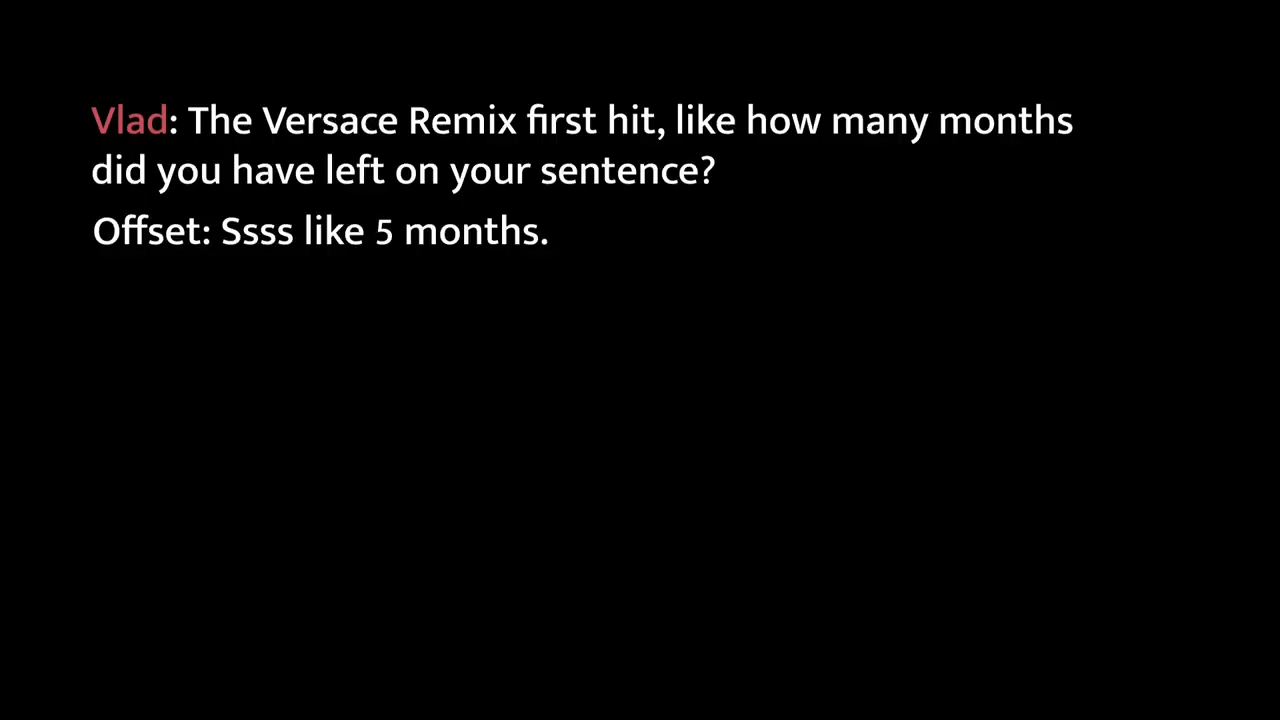 Vlad: The Versace Remix first hit, like how many months
did you have left on your sentence?
Offset: Ssss like 5 months.